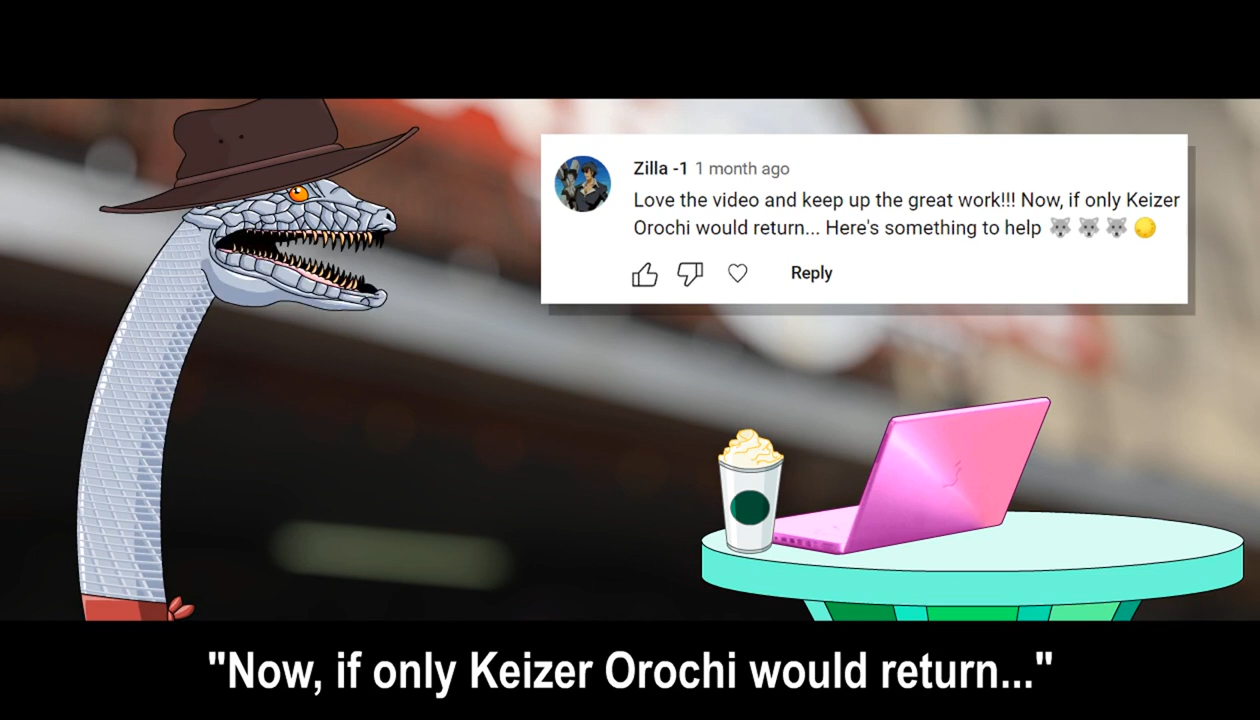 Zilla -1 1 month ago
Love the video and keep up the great work!!! Now, if only Keizer
Orochi would return... Here's something to help 🐺 🐺 🐺 🌕
Reply
"Now, if only Keizer Orochi would return..."